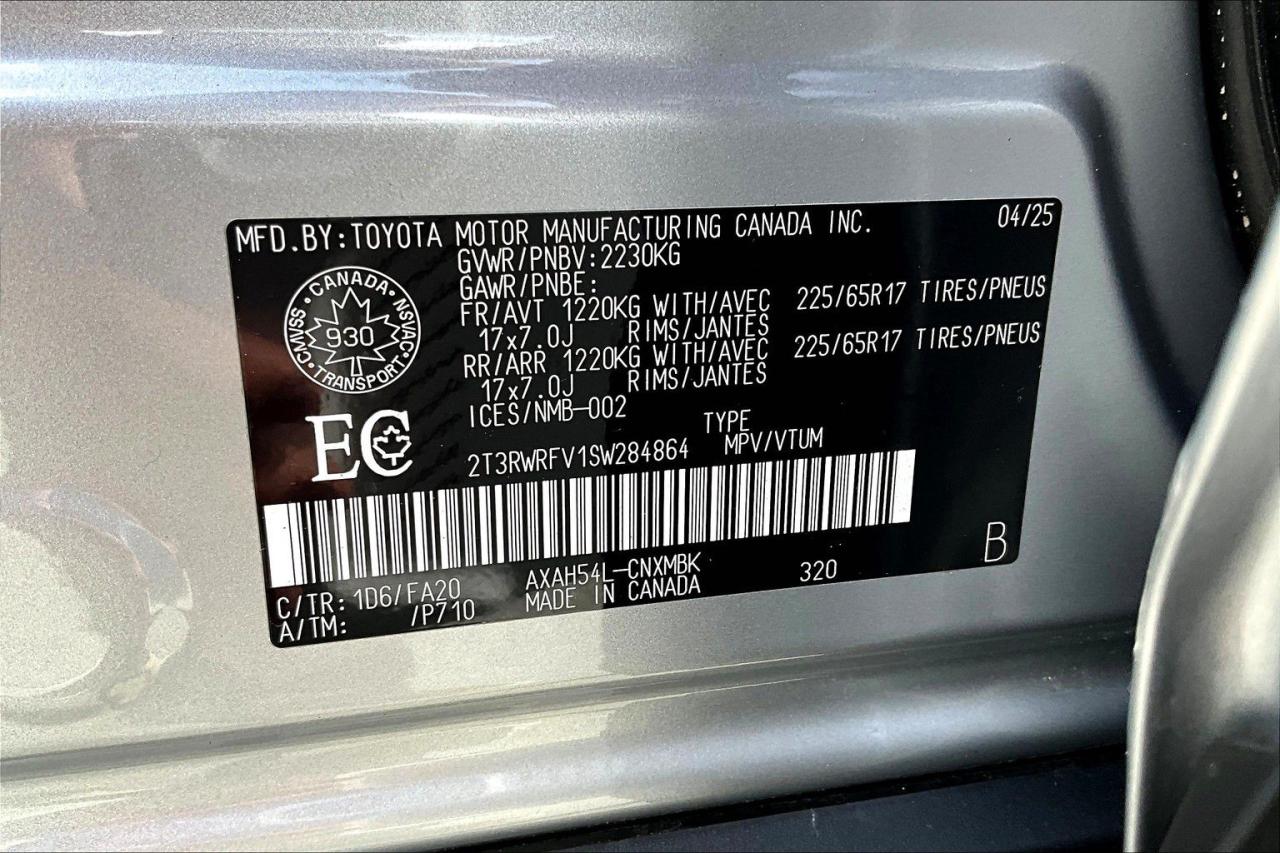 MFD.BY:TOYOTA MOTOR MANUFACTURING CANADA INC. 04/25
GVWR/PNBV:2230KG
GAWR/PNBE:
FR/AVT 1220KG WITH/AVEC 225/65R17 TIRES/PNEUS
17x7.0J RIMS/JANTES
RR/ARR 1220KG WITH/AVEC 225/65R17 TIRES/PNEUS
17x7.0J RIMS/JANTES
ICES/NMB-002
CANADA
CMVSS 930 NSVAC
TRANSPORT
EC
TYPE
2T3RWRFV1SW284864 MPV/VTUM
C/TR: 1D6/FA20 AXAH54L-CNXMBK 320 B
A/TM: /P710 MADE IN CANADA